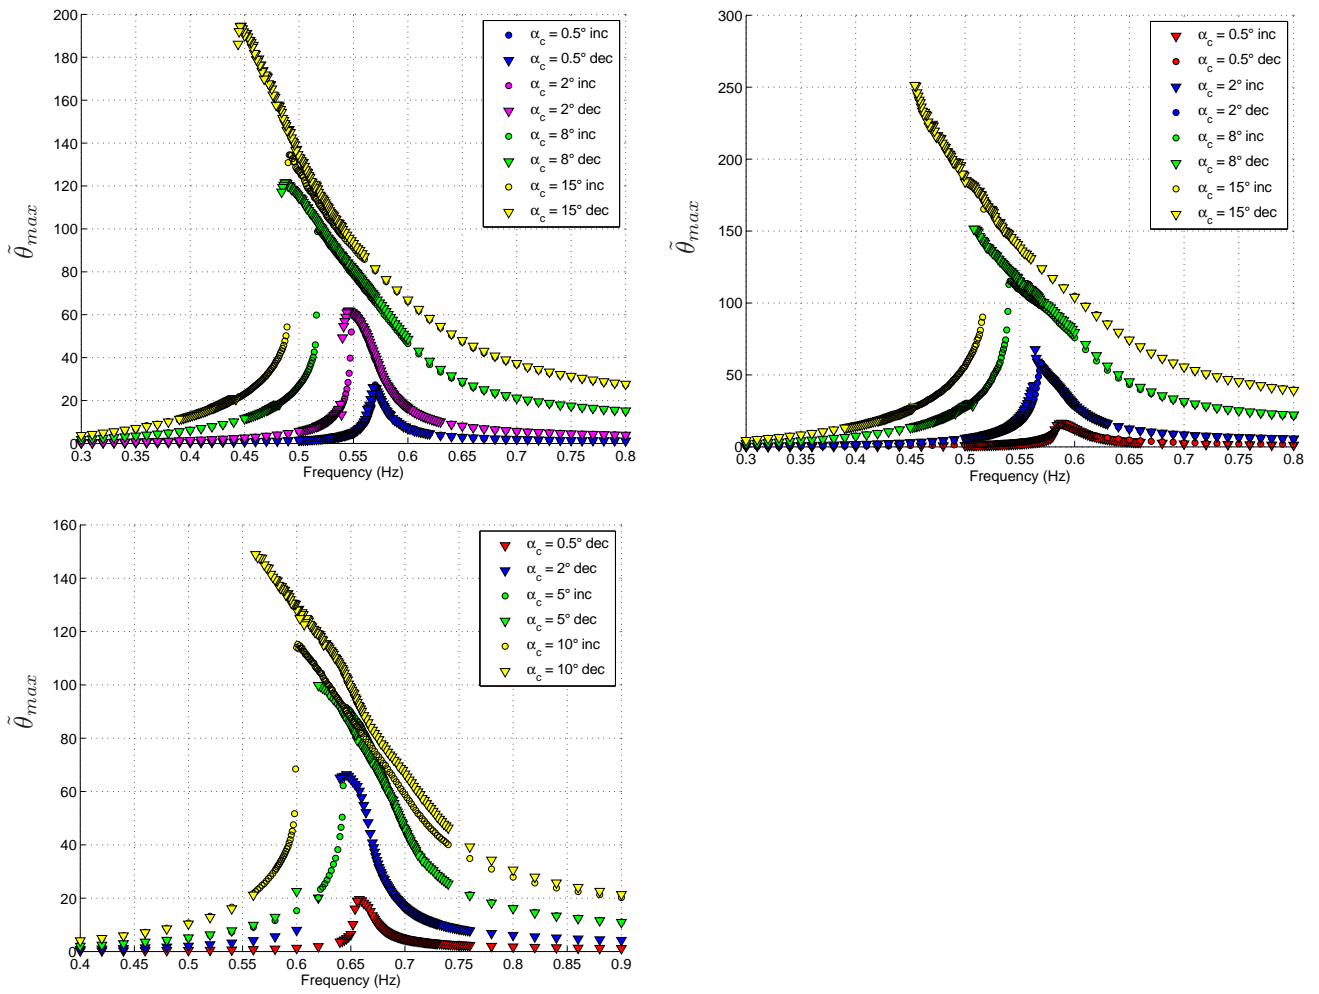 200
180
160
140
120
100
80
60
40
20
0
0.3 0.35 0.4 0.45 0.5 0.55 0.6 0.65 0.7 0.75 0.8
Frequency (Hz)
θ̃max
αc = 0.5° inc
αc = 0.5° dec
αc = 2° inc
αc = 2° dec
αc = 8° inc
αc = 8° dec
αc = 15° inc
αc = 15° dec
300
250
200
150
100
50
0
0.3 0.35 0.4 0.45 0.5 0.55 0.6 0.65 0.7 0.75 0.8
Frequency (Hz)
θ̃max
αc = 0.5° inc
αc = 0.5° dec
αc = 2° inc
αc = 2° dec
αc = 8° inc
αc = 8° dec
αc = 15° inc
αc = 15° dec
160
140
120
100
80
60
40
20
0
0.4 0.45 0.5 0.55 0.6 0.65 0.7 0.75 0.8 0.85 0.9
Frequency (Hz)
θ̃max
αc = 0.5° dec
αc = 2° dec
αc = 5° inc
αc = 5° dec
αc = 10° inc
αc = 10° dec